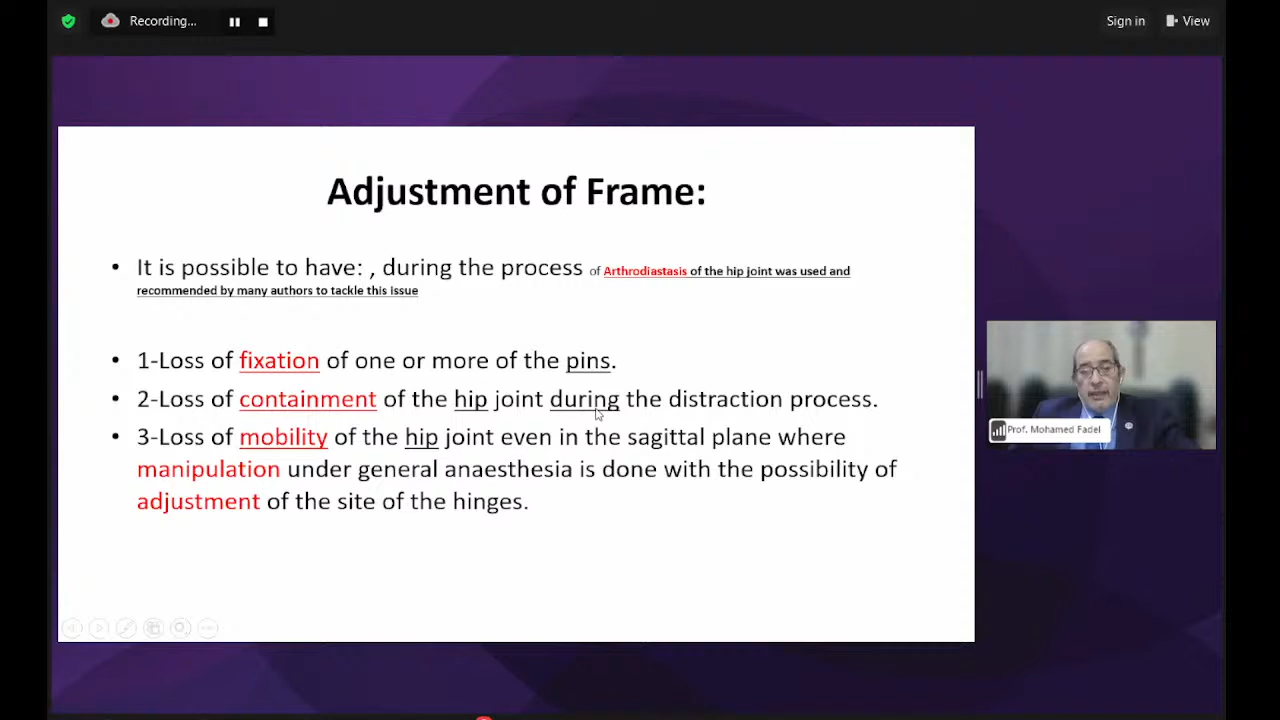 Recording...
Sign in
View
Adjustment of Frame:
• It is possible to have: , during the process of Arthrodiastasis of the hip joint was used and
recommended by many authors to tackle this issue
• 1-Loss of fixation of one or more of the pins.
• 2-Loss of containment of the hip joint during the distraction process.
• 3-Loss of mobility of the hip joint even in the sagittal plane where
manipulation under general anaesthesia is done with the possibility of
adjustment of the site of the hinges.
Prof. Mohamed Fadel